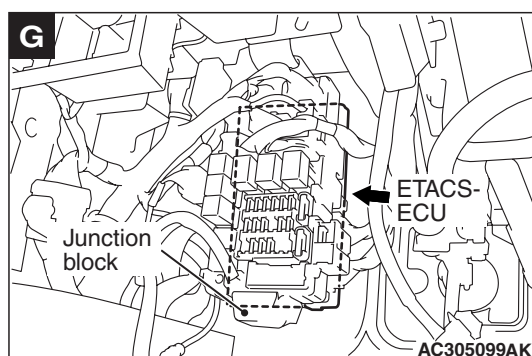 G
ETACS-
ECU
Junction
block
AC305099AK